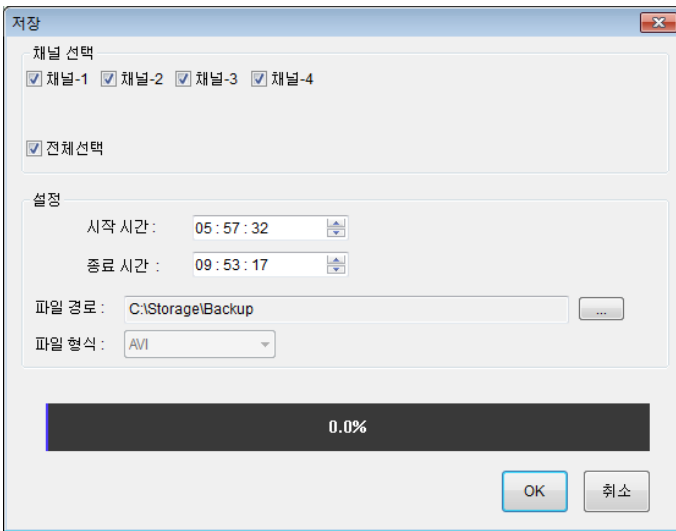 저장
채널 선택
채널-1 채널-2 채널-3 채널-4
전체선택
설정
시작 시간 : 05 : 57 : 32
종료 시간 : 09 : 53 : 17
파일 경로 : C:\Storage\Backup ...
파일 형식 : AVI
0.0%
OK 취소